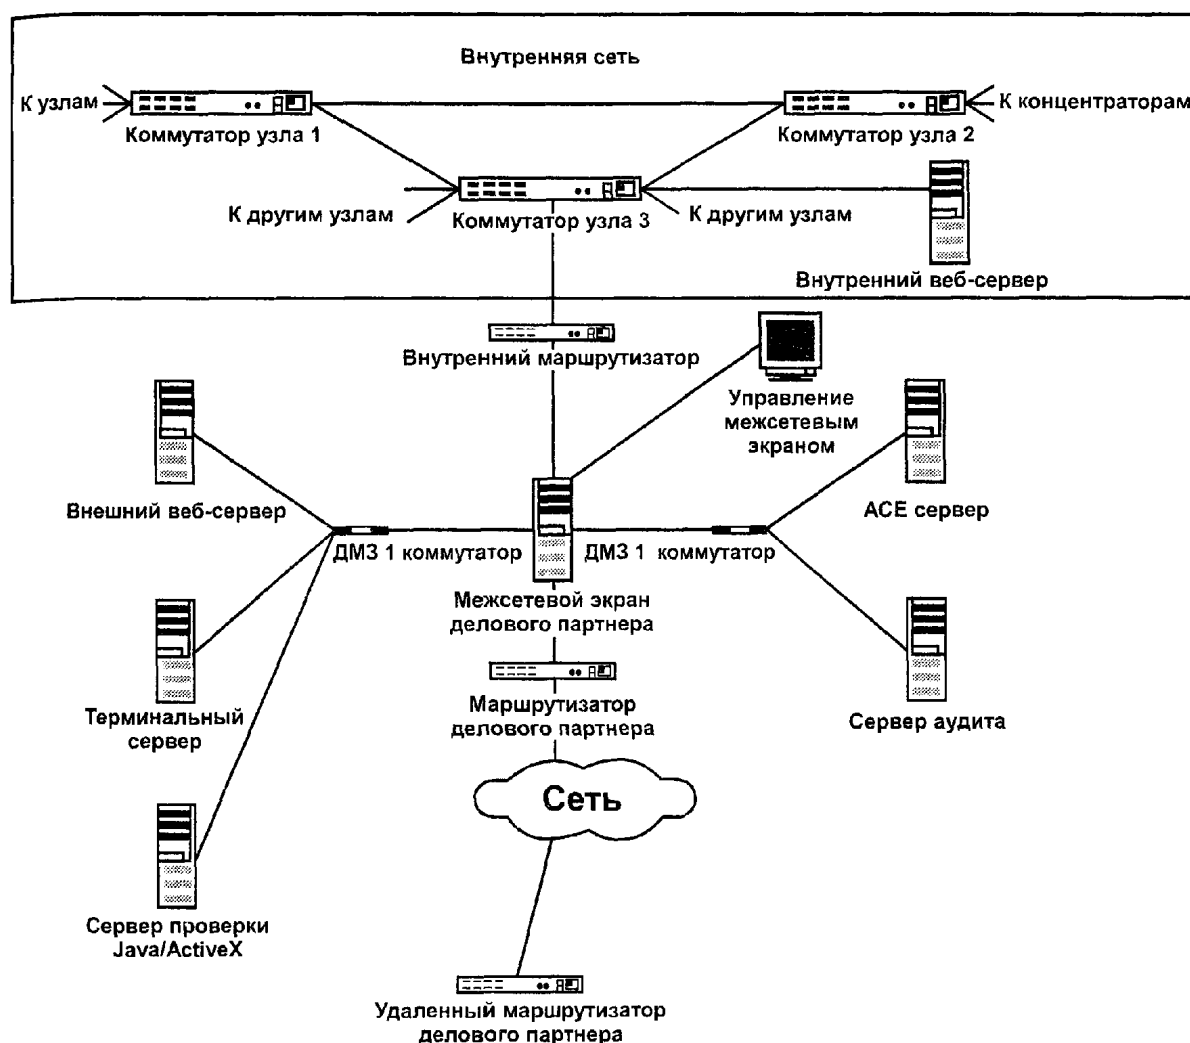 Внутренняя сеть
К узлам
Коммутатор узла 1
К концентраторам
Коммутатор узла 2
К другим узлам
Коммутатор узла 3
К другим узлам
Внутренний веб-сервер
Внутренний маршрутизатор
Управление
межсетевым
экраном
Внешний веб-сервер
ACE сервер
ДМЗ 1 коммутатор
ДМЗ 1 коммутатор
Межсетевой экран
делового партнера
Терминальный
сервер
Маршрутизатор
делового партнера
Сервер аудита
Сеть
Сервер проверки
Java/ActiveX
Удаленный маршрутизатор
делового партнера